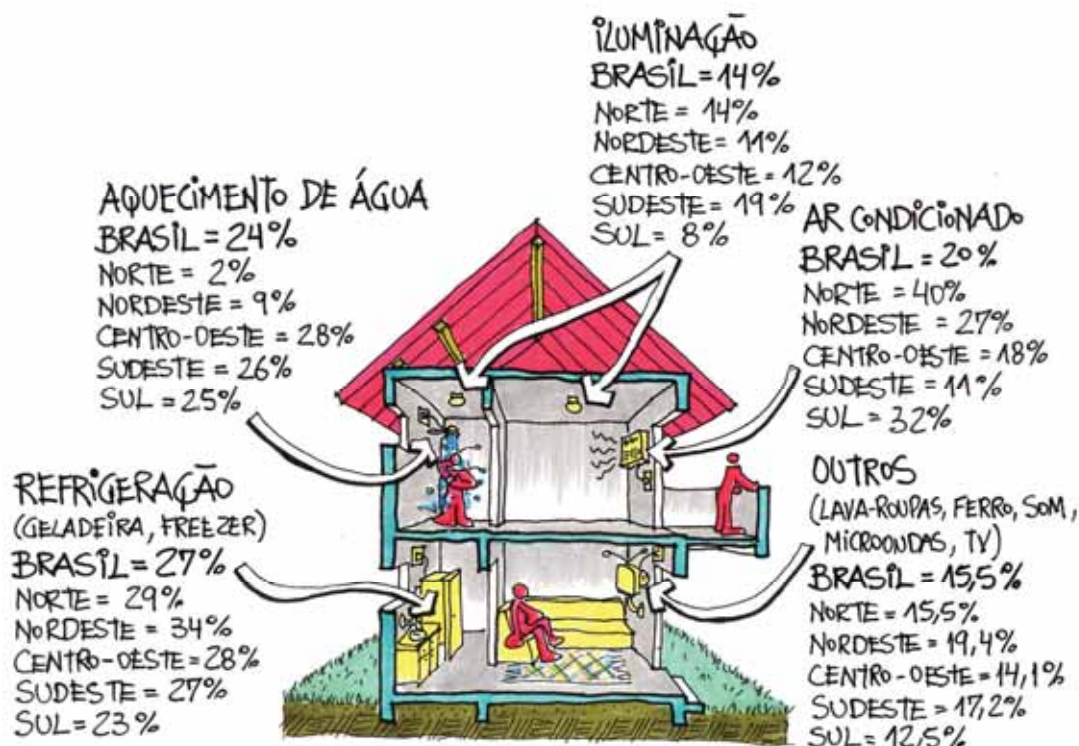 ILUMINAÇÃO
BRASIL = 14%
NORTE = 14%
NORDESTE = 11%
CENTRO-OESTE = 12%
SUDESTE = 19%
SUL = 8%
AQUECIMENTO DE ÁGUA
BRASIL = 24%
NORTE = 2%
NORDESTE = 9%
CENTRO-OESTE = 28%
SUDESTE = 26%
SUL = 25%
AR CONDICIONADO
BRASIL = 20%
NORTE = 40%
NORDESTE = 27%
CENTRO-OESTE = 18%
SUDESTE = 11%
SUL = 32%
REFRIGERAÇÃO
(GELADEIRA, FREEZER)
BRASIL = 27%
NORTE = 29%
NORDESTE = 34%
CENTRO-OESTE = 28%
SUDESTE = 27%
SUL = 23%
OUTROS
(LAVA-ROUPAS, FERRO, SOM,
MICROONDAS, TV)
BRASIL = 15,5%
NORTE = 15,5%
NORDESTE = 19,4%
CENTRO-OESTE = 14,1%
SUDESTE = 17,2%
SUL = 12,5%